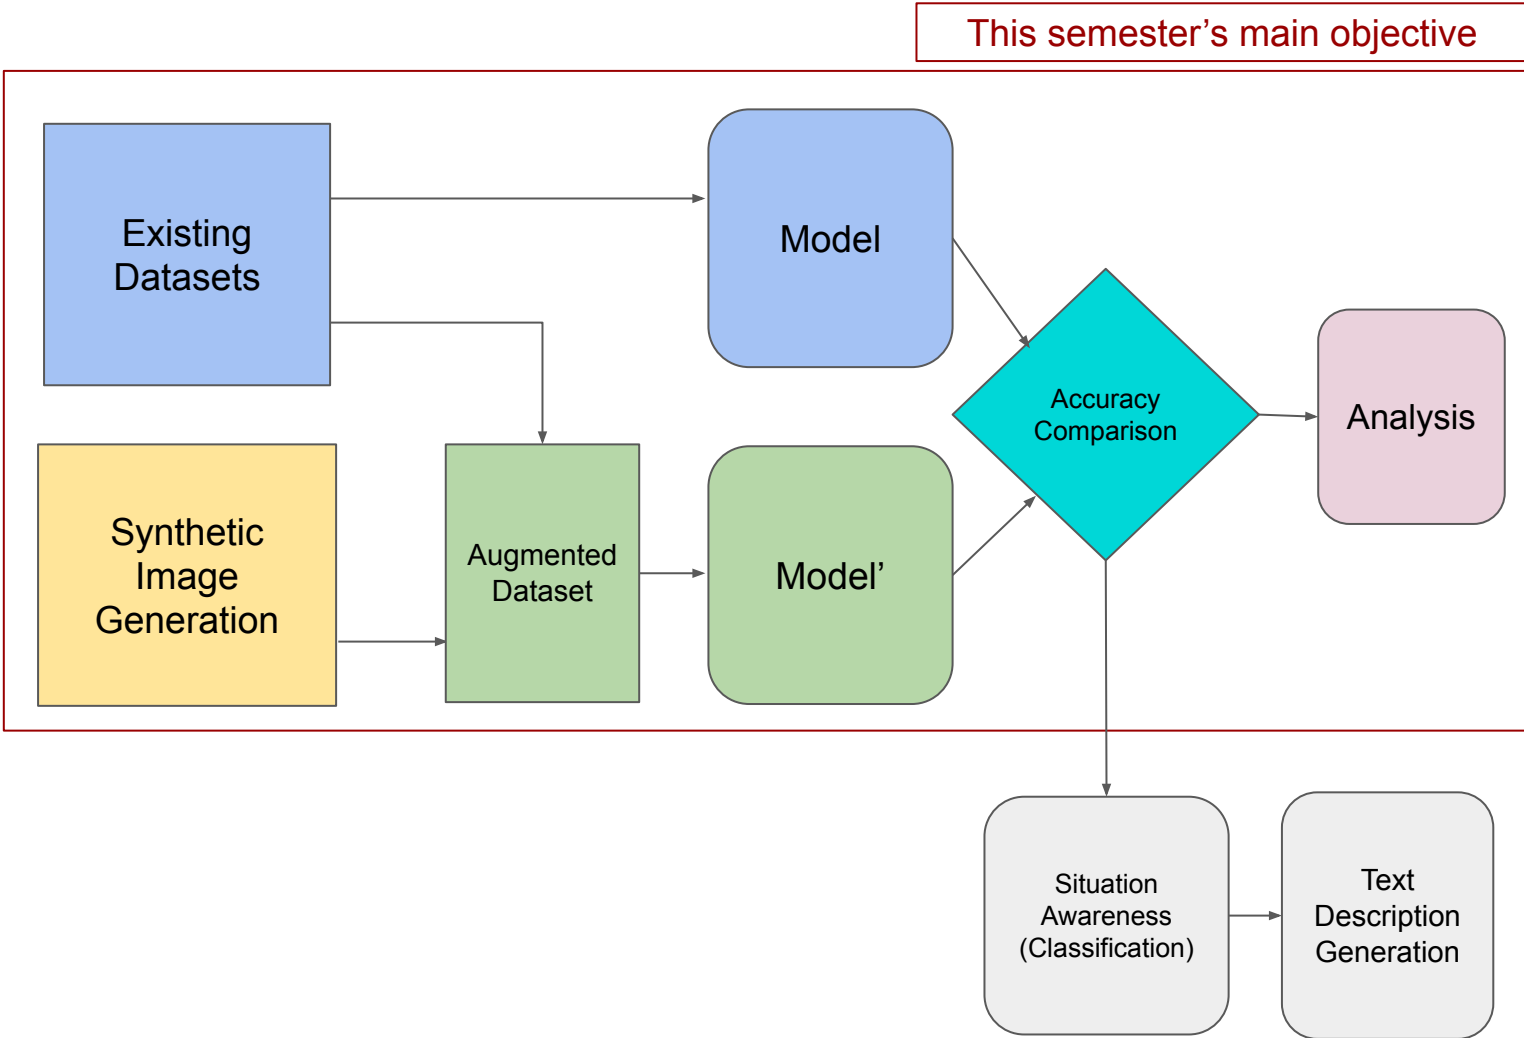 This semester’s main objective
Existing
Datasets
Model
Accuracy
Comparison
Analysis
Synthetic
Image
Generation
Augmented
Dataset
Model’
Situation
Awareness
(Classification)
Text
Description
Generation